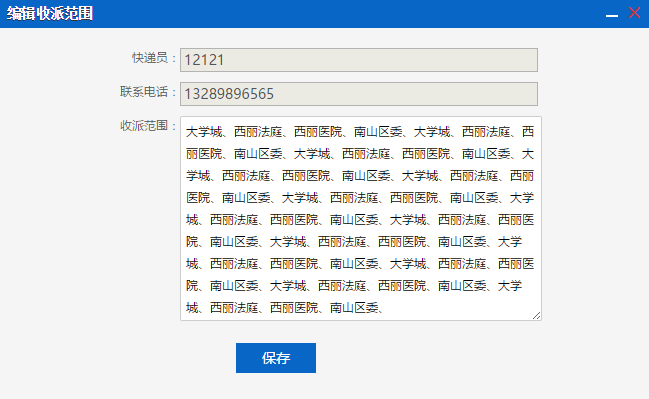 编辑收派范围
快递员：12121
联系电话：13289896565
收派范围：
大学城、西丽法庭、西丽医院、南山区委、大学城、西丽法庭、西
丽医院、南山区委、大学城、西丽法庭、西丽医院、南山区委、大
学城、西丽法庭、西丽医院、南山区委、大学城、西丽法庭、西丽
医院、南山区委、大学城、西丽法庭、西丽医院、南山区委、大学
城、西丽法庭、西丽医院、南山区委、大学城、西丽法庭、西丽医
院、南山区委、大学城、西丽法庭、西丽医院、南山区委、大学
城、西丽法庭、西丽医院、南山区委、大学城、西丽法庭、西丽医
院、南山区委、大学城、西丽法庭、西丽医院、南山区委、大学
城、西丽法庭、西丽医院、南山区委、
保存